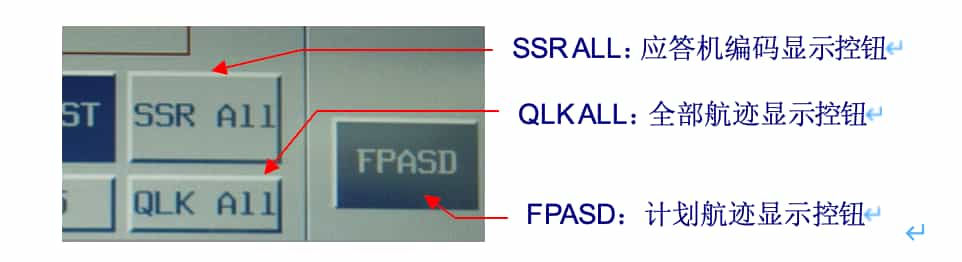 SSR ALL：应答机编码显示控钮↵
ST
SSR All
QLK ALL：全部航迹显示控钮↵
FPASD
QLK All
FPASD：计划航迹显示控钮↵
↵